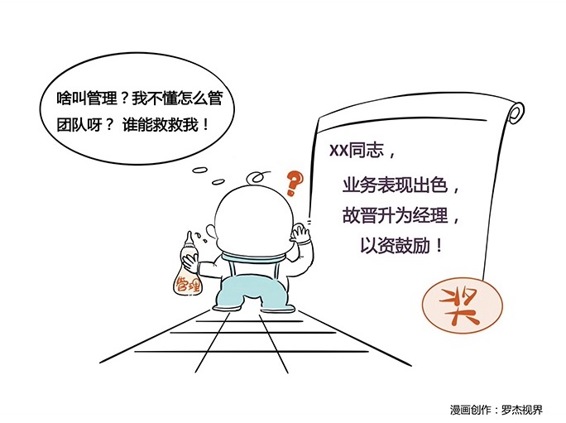 啥叫管理？我不懂怎么管
团队呀？ 谁能救救我！
XX同志，
业务表现出色，
故晋升为经理，
以资鼓励！
管理
奖
漫画创作：罗杰视界